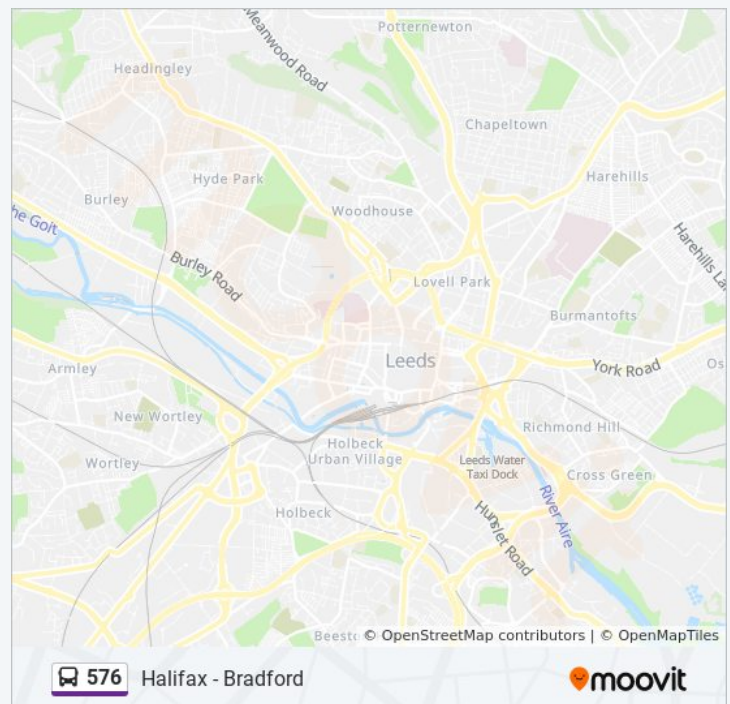 Meanwood Road
Potternewton
Headingley
Chapeltown
Hyde Park
Harehills
Burley
Woodhouse
he Goit
Harehills La
Burley Road
Lovell Park
Burmantofts
Leeds
Armley
York Road
Os
New Wortley
Richmond Hill
Holbeck
Urban Village
Wortley
Leeds Water
Taxi Dock
Cross Green
River Aire
Holbeck
Hunslet Road
Beesto
© OpenStreetMap contributors | © OpenMapTiles
576 Halifax - Bradford
moovit